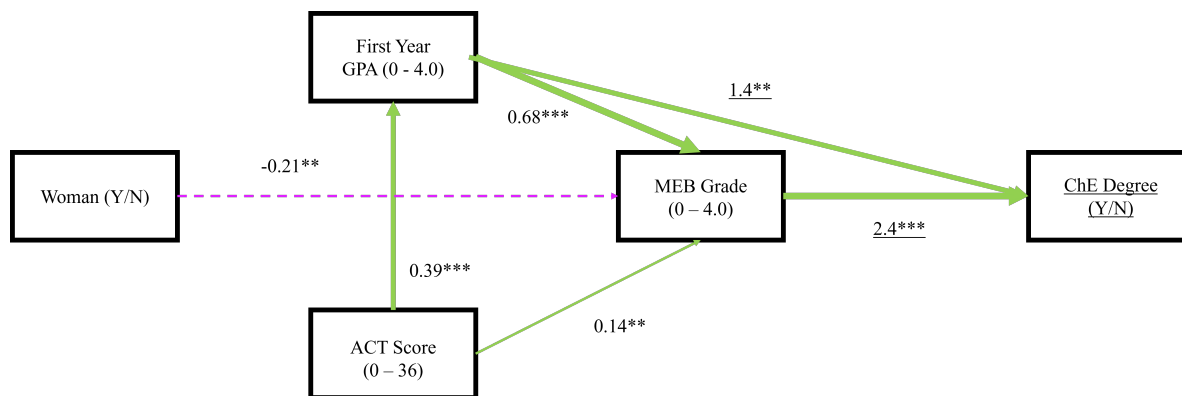 First Year
GPA (0 - 4.0)
1.4**
0.68***
-0.21**
Woman (Y/N)
MEB Grade
(0 – 4.0)
ChE Degree
(Y/N)
2.4***
0.39***
0.14**
ACT Score
(0 – 36)